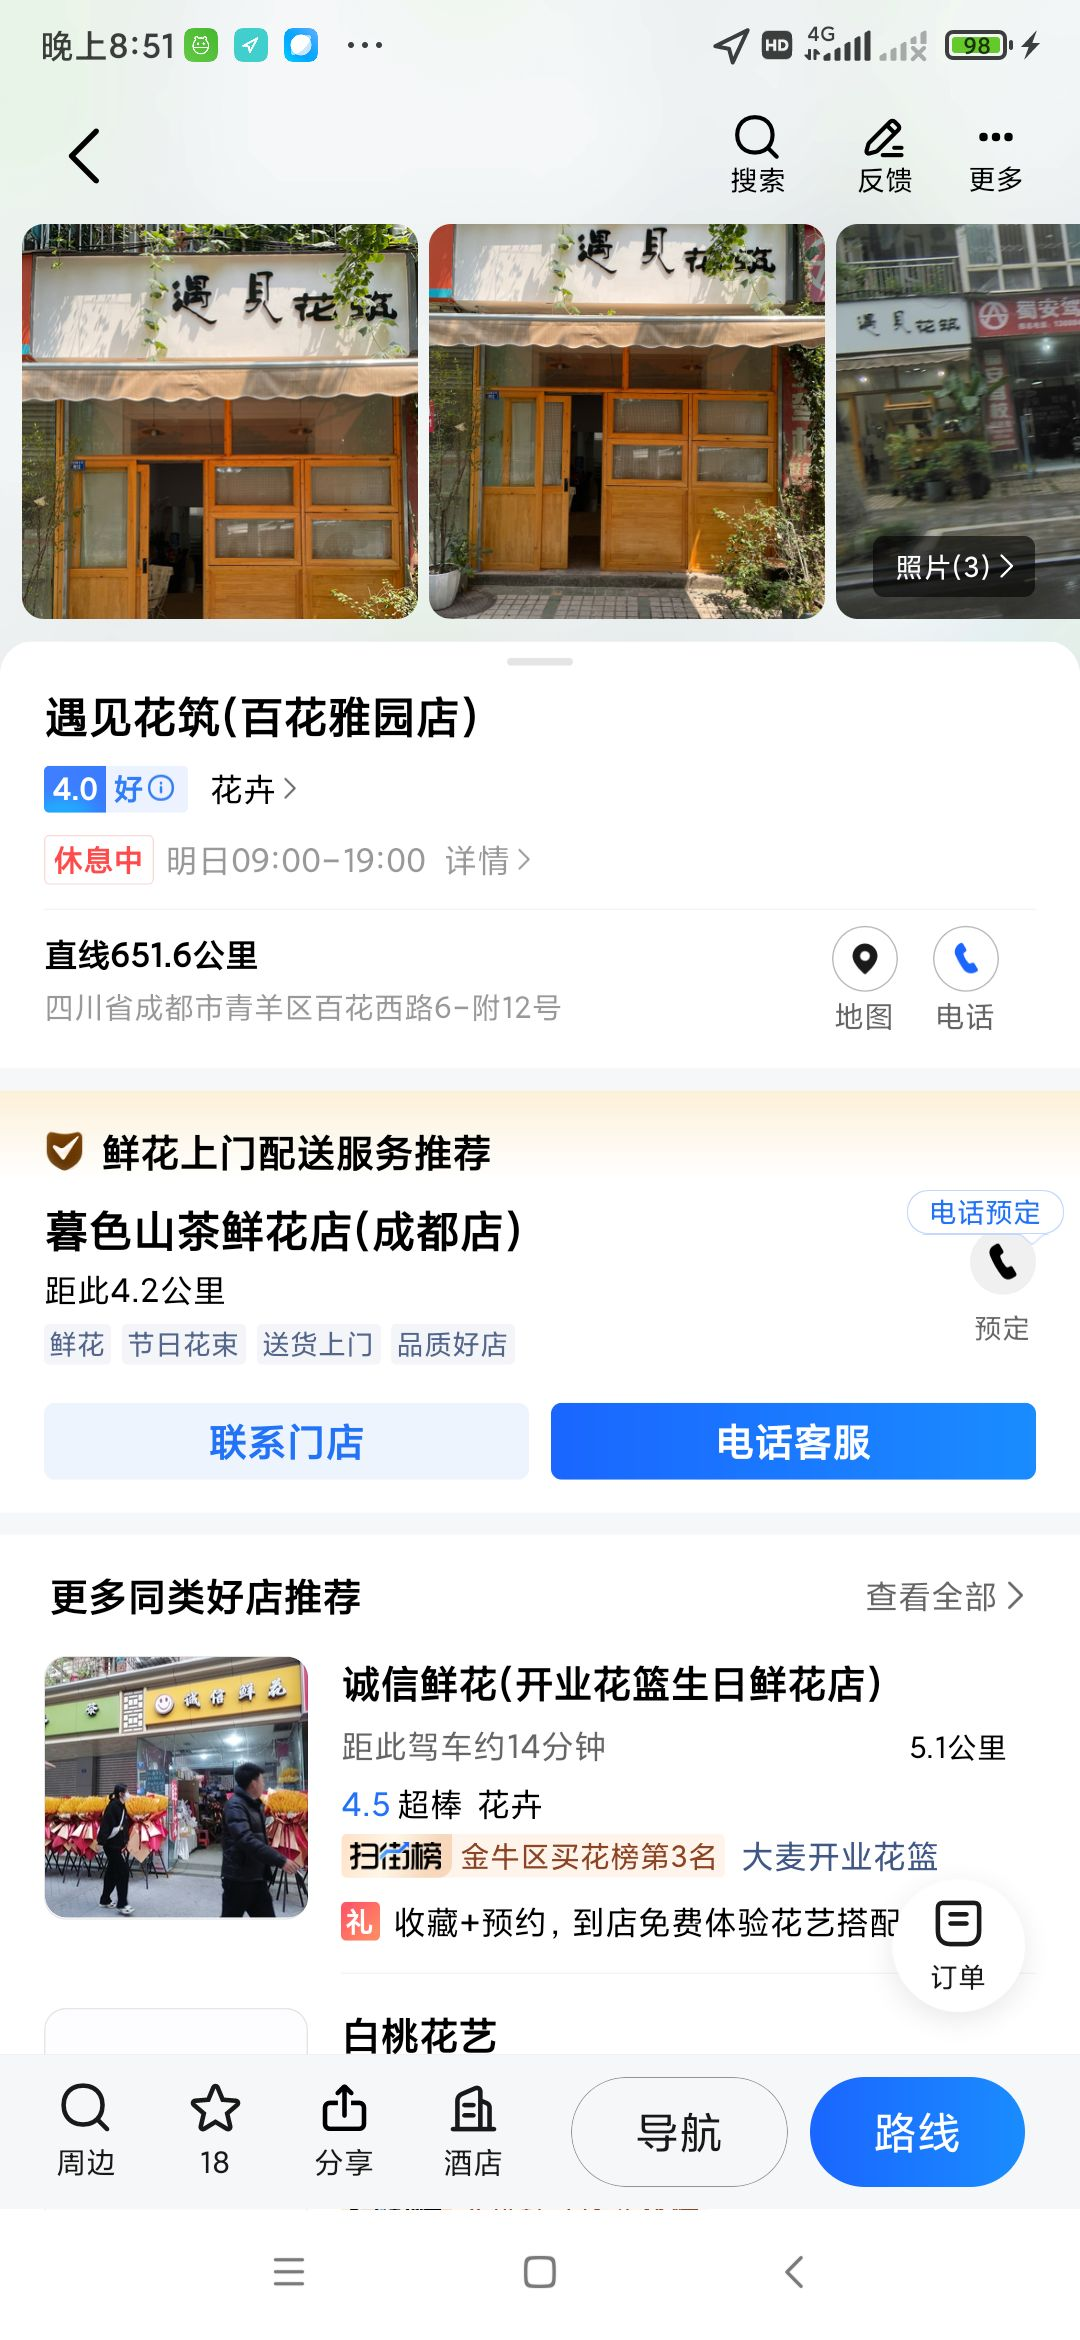 晚上8:51
HD
4G
98
搜索
反馈
更多
遇见花筑
遇见花筑
遇见花筑
蜀安驾
照片(3)
遇见花筑(百花雅园店)
4.0 好 花卉
休息中 明日09:00-19:00 详情
直线651.6公里
四川省成都市青羊区百花西路6-附12号
地图
电话
鲜花上门配送服务推荐
暮色山茶鲜花店(成都店)
电话预定
距此4.2公里
预定
鲜花 节日花束 送货上门 品质好店
联系门店
电话客服
更多同类好店推荐
查看全部
茶
诚信鲜花
诚信鲜花(开业花篮生日鲜花店)
距此驾车约14分钟
5.1公里
4.5 超棒 花卉
扫街榜 金牛区买花榜第3名 大麦开业花篮
礼 收藏+预约,到店免费体验花艺搭配
订单
白桃花艺
周边
18
分享
酒店
导航
路线